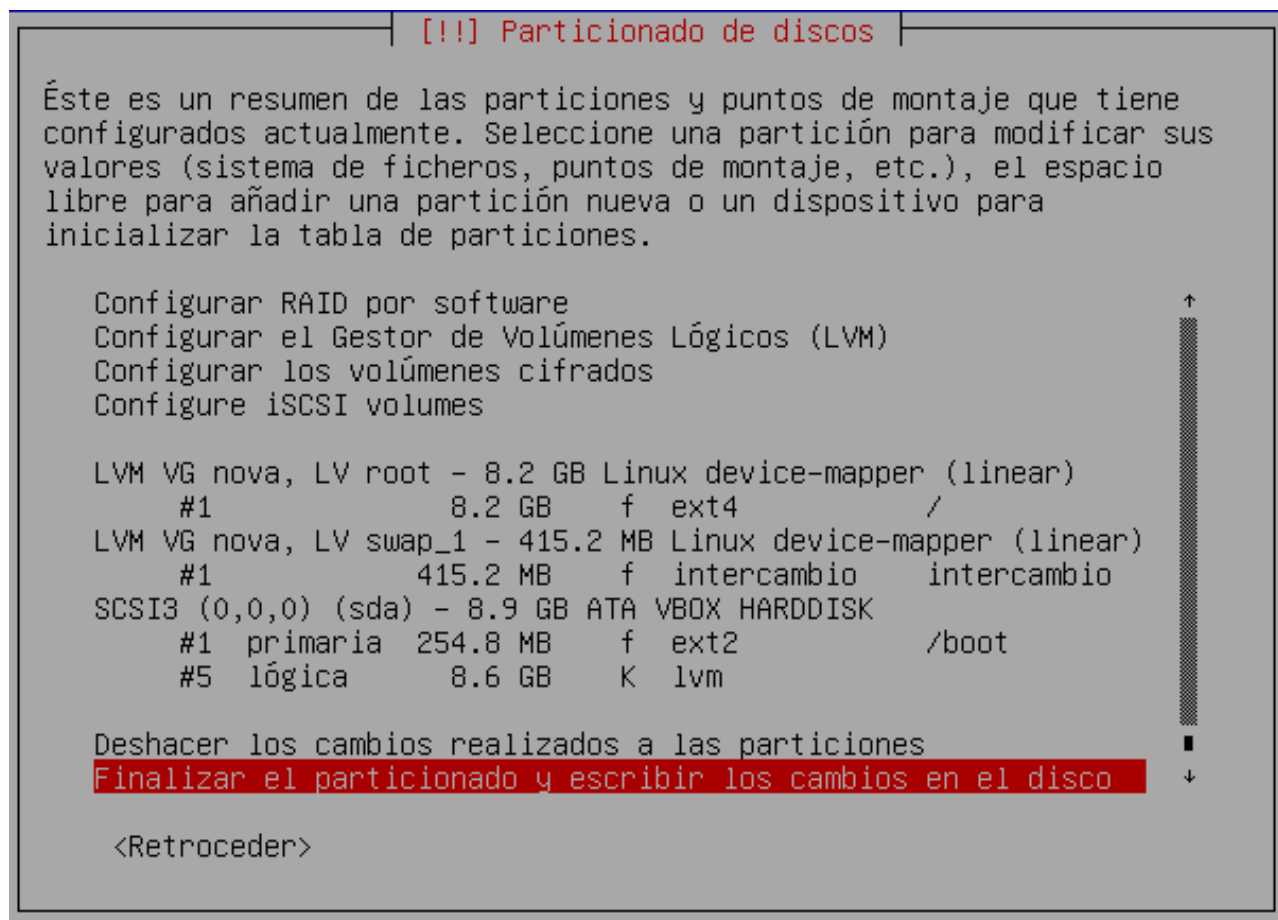 [!!] Particionado de discos
Éste es un resumen de las particiones y puntos de montaje que tiene
configurados actualmente. Seleccione una partición para modificar sus
valores (sistema de ficheros, puntos de montaje, etc.), el espacio
libre para añadir una partición nueva o un dispositivo para
inicializar la tabla de particiones.
Configurar RAID por software
Configurar el Gestor de Volúmenes Lógicos (LVM)
Configurar los volúmenes cifrados
Configure iSCSI volumes
LVM VG nova, LV root – 8.2 GB Linux device–mapper (linear)
#1 8.2 GB f ext4 /
LVM VG nova, LV swap_1 – 415.2 MB Linux device–mapper (linear)
#1 415.2 MB f intercambio intercambio
SCSI3 (0,0,0) (sda) – 8.9 GB ATA VBOX HARDDISK
#1 primaria 254.8 MB f ext2 /boot
#5 lógica 8.6 GB K lvm
Deshacer los cambios realizados a las particiones
Finalizar el particionado y escribir los cambios en el disco
<Retroceder>